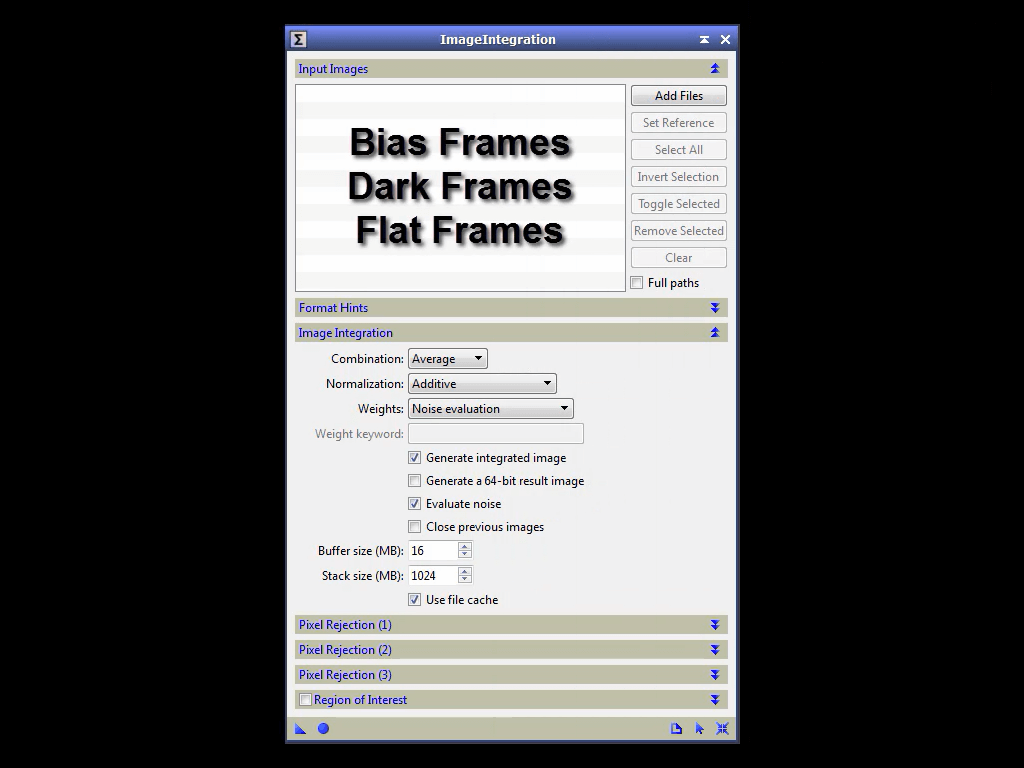 Σ ImageIntegration
Input Images
Bias Frames
Dark Frames
Flat Frames
Add Files
Set Reference
Select All
Invert Selection
Toggle Selected
Remove Selected
Clear
Full paths
Format Hints
Image Integration
Combination: Average
Normalization: Additive
Weights: Noise evaluation
Weight keyword:
Generate integrated image
Generate a 64-bit result image
Evaluate noise
Close previous images
Buffer size (MB): 16
Stack size (MB): 1024
Use file cache
Pixel Rejection (1)
Pixel Rejection (2)
Pixel Rejection (3)
Region of Interest